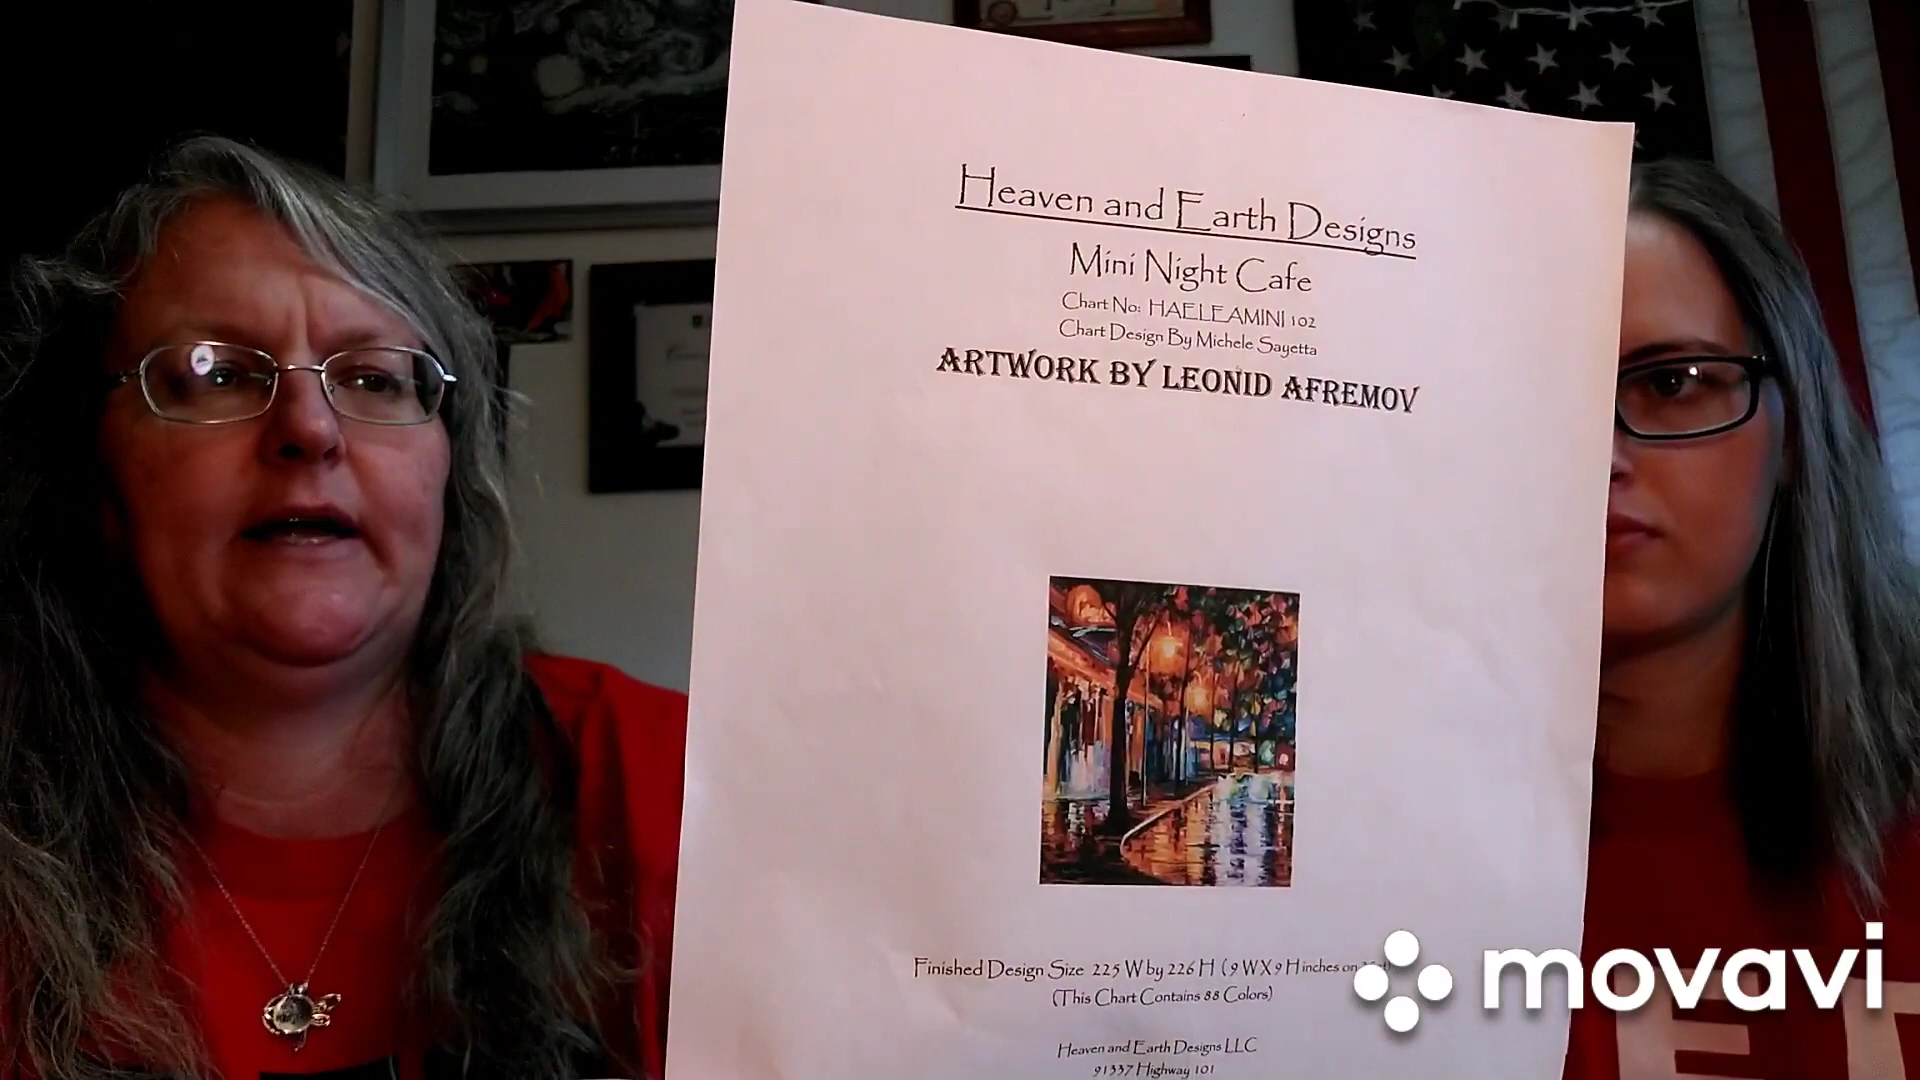 Heaven and Earth Designs
Mini Night Cafe
Chart No: HAELEAMINI 102
Chart Design By Michele Sayetta
ARTWORK BY LEONID AFREMOV
Finished Design Size 225 W by 226 H (9 W X 9 H inches on
(This Chart Contains 88 Colors)
Heaven and Earth Designs LLC
91337 Highway 101
movavi